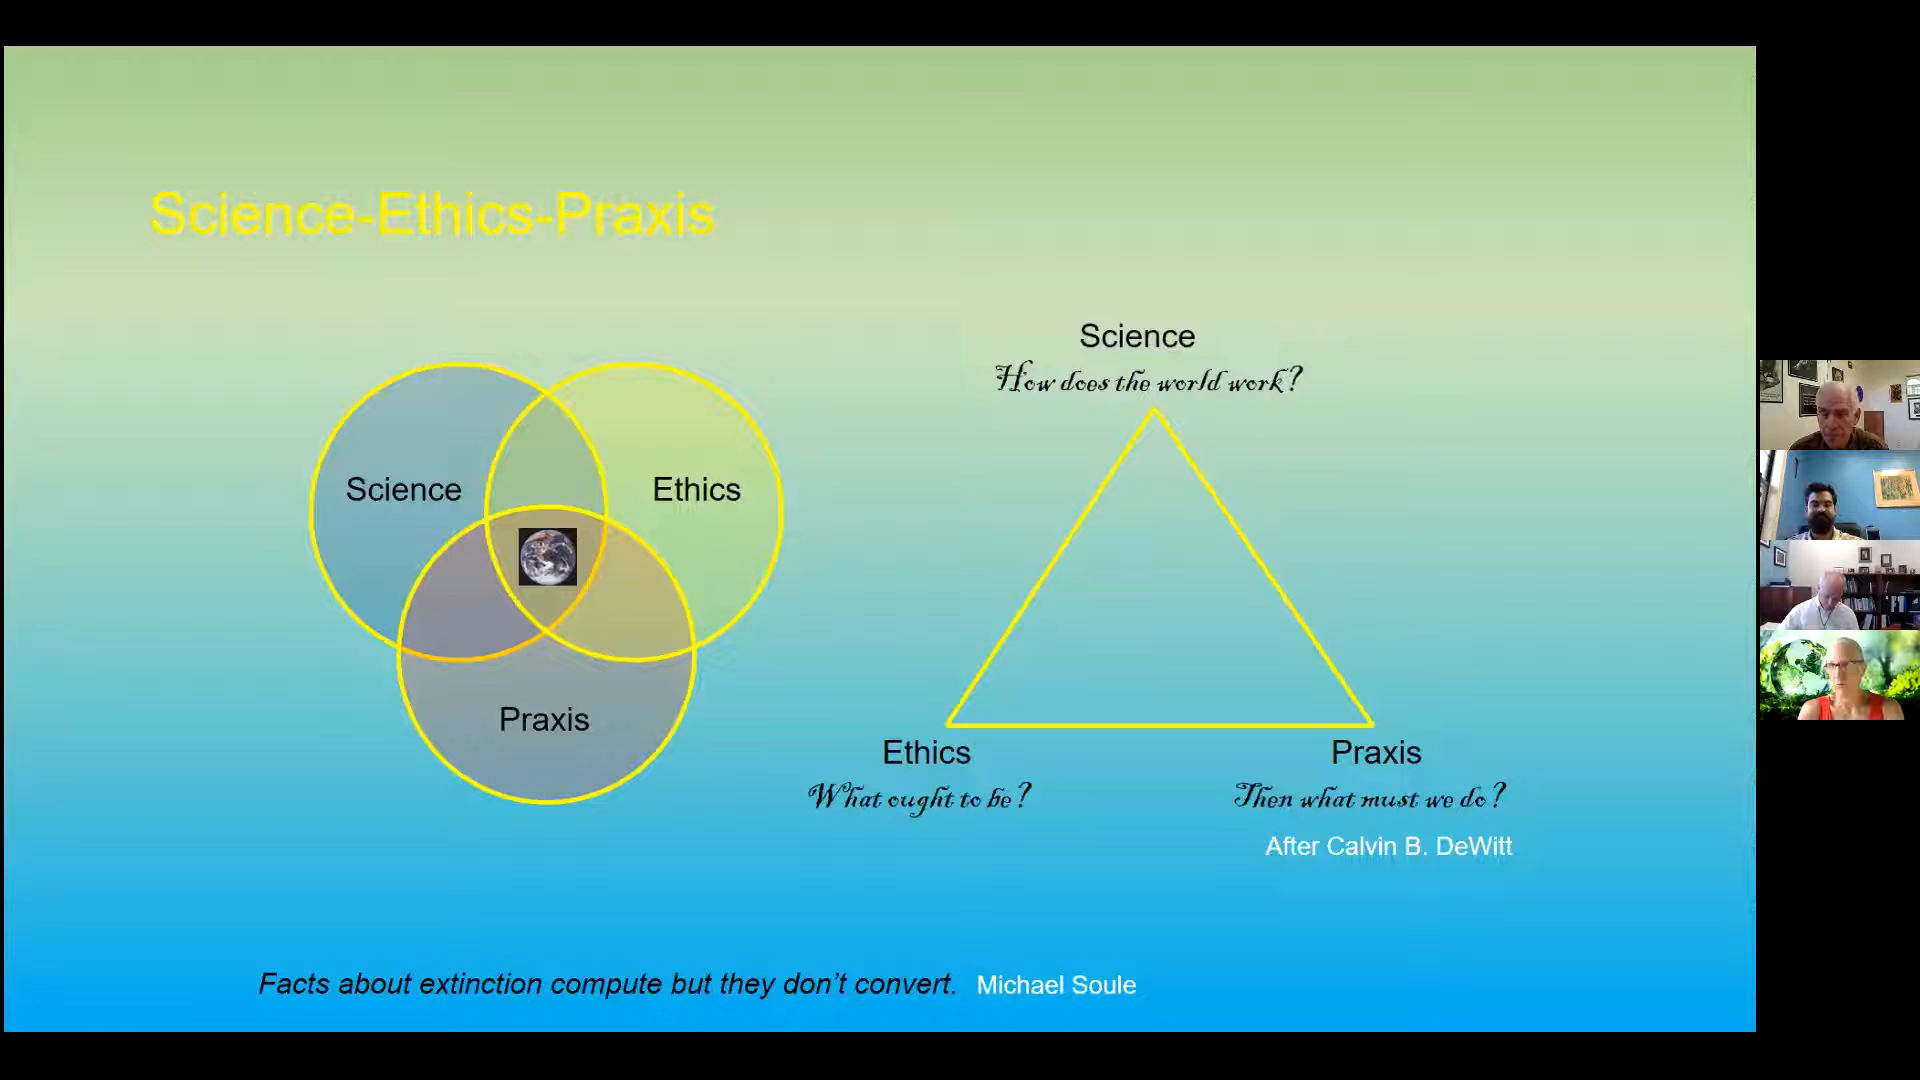 Science-Ethics-Praxis
Science
Ethics
Praxis
Science
How does the world work?
Ethics
What ought to be?
Praxis
Then what must we do?
After Calvin B. DeWitt
Facts about extinction compute but they don't convert. Michael Soule